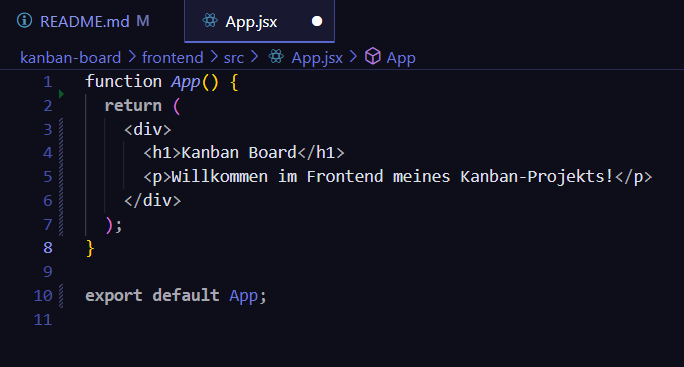 README.md M App.jsx
kanban-board > frontend > src > App.jsx > App
1 function App() {
2 return (
3 <div>
4 <h1>Kanban Board</h1>
5 <p>Willkommen im Frontend meines Kanban-Projekts!</p>
6 </div>
7 );
8 }
9
10 export default App;
11